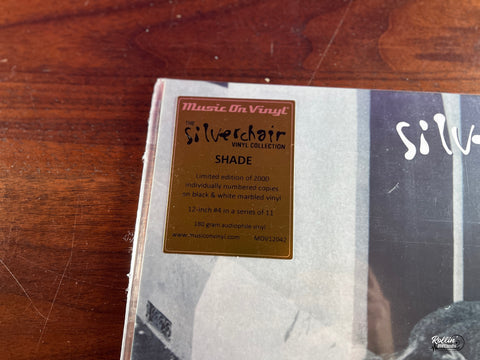 Music On Vinyl
THE
silverchair
VINYL COLLECTION
SHADE
Limited edition of 2000
individually numbered copies
on black & white marbled vinyl
12-inch #4 in a series of 11
180 gram audiophile vinyl
www.musiconvinyl.com MOV12042
silve
Rollin'
Records